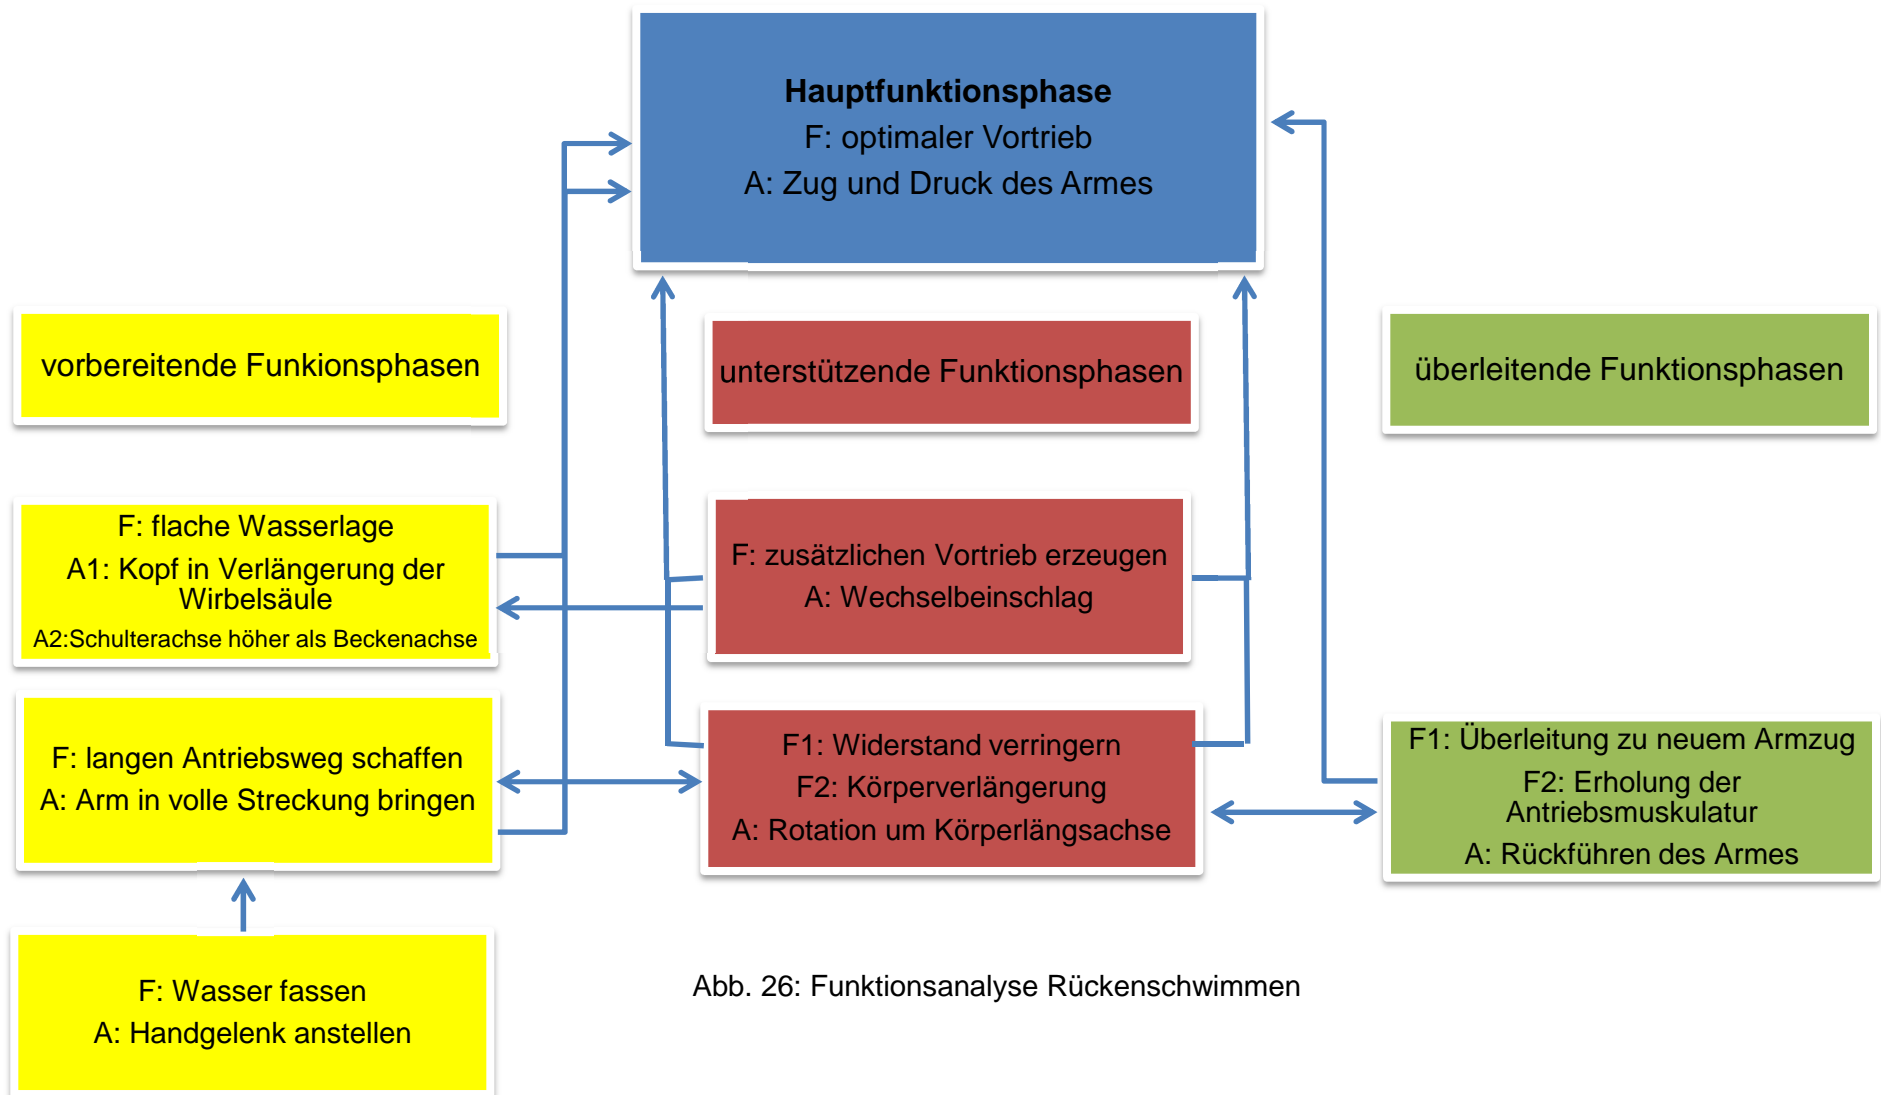 Hauptfunktionsphase
F: optimaler Vortrieb
A: Zug und Druck des Armes
vorbereitende Funkionsphasen
unterstützende Funktionsphasen
überleitende Funktionsphasen
F: flache Wasserlage
A1: Kopf in Verlängerung der
Wirbelsäule
A2:Schulterachse höher als Beckenachse
F: zusätzlichen Vortrieb erzeugen
A: Wechselbeinschlag
F: langen Antriebsweg schaffen
A: Arm in volle Streckung bringen
F1: Widerstand verringern
F2: Körperverlängerung
A: Rotation um Körperlängsachse
F1: Überleitung zu neuem Armzug
F2: Erholung der
Antriebsmuskulatur
A: Rückführen des Armes
F: Wasser fassen
A: Handgelenk anstellen
Abb. 26: Funktionsanalyse Rückenschwimmen